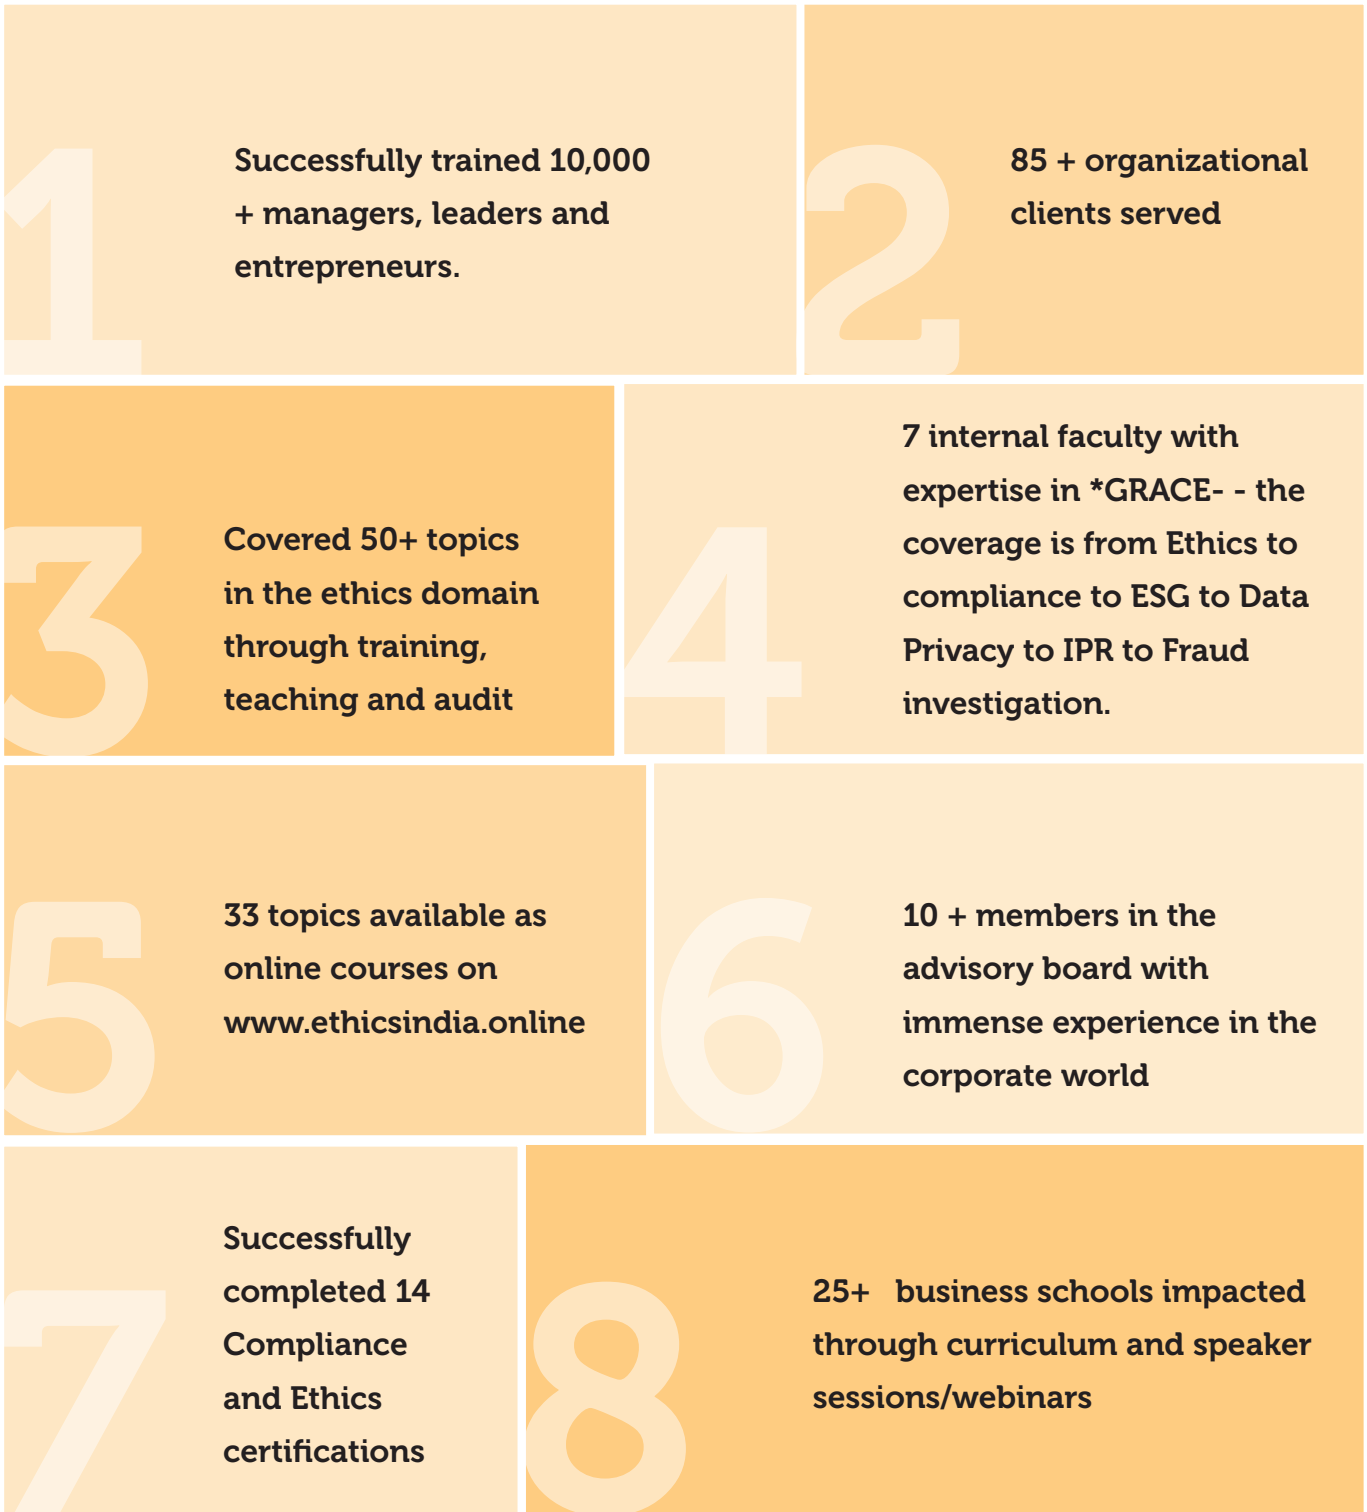 1
Successfully trained 10,000
+ managers, leaders and
entrepreneurs.
2
85 + organizational
clients served
3
Covered 50+ topics
in the ethics domain
through training,
teaching and audit
4
7 internal faculty with
expertise in *GRACE- - the
coverage is from Ethics to
compliance to ESG to Data
Privacy to IPR to Fraud
investigation.
5
33 topics available as
online courses on
www.ethicsindia.online
6
10 + members in the
advisory board with
immense experience in the
corporate world
7
Successfully
completed 14
Compliance
and Ethics
certifications
8
25+   business schools impacted
through curriculum and speaker
sessions/webinars